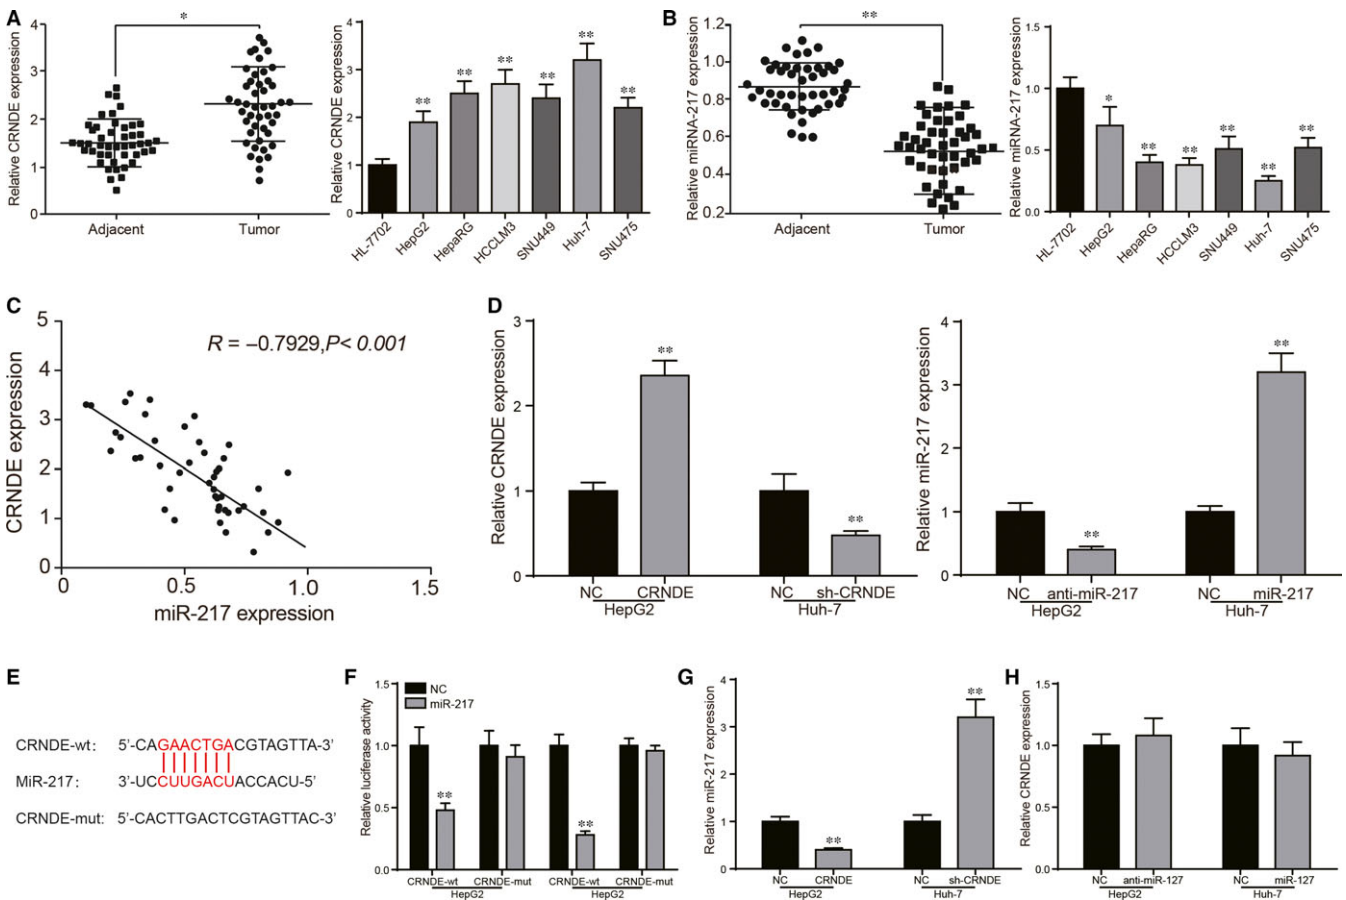 A
Relative CRNDE expression
4
3
2
1
0
*
Adjacent
Tumor
Relative CRNDE expression
4
3
2
1
0
**
**
**
**
**
**
HL-7702
HepG2
HepaRG
HCCLM3
SNU449
Huh-7
SNU475
B
Relative miRNA-217 expression
1.2
1.0
0.8
0.6
0.4
0.2
**
Adjacent
Tumor
Relative miRNA-217 expression
1.5
1.0
0.5
0.0
*
**
**
**
**
**
HL-7702
HepG2
HepaRG
HCCLM3
SNU449
Huh-7
SNU475
C
CRNDE expression
5
4
3
2
1
0
R = –0.7929,P< 0.001
0
0.5
1.0
1.5
miR-217 expression
D
Relative CRNDE expression
3
2
1
0
**
**
NC
CRNDE
NC
sh-CRNDE
HepG2
Huh-7
Relative miR-217 expression
4
3
2
1
0
**
**
NC
anti-miR-217
NC
miR-217
HepG2
Huh-7
E
CRNDE-wt: 5'-CAGAACTGACGTAGTTA-3'
MiR-217: 3'-UCCUUGACUACCACU-5'
CRNDE-mut: 5'-CACTTGACTCGTAGTTAC-3'
F
Relative luciferase activity
1.5
1.0
0.5
0.0
NC
miR-217
**
**
CRNDE-wt
CRNDE-mut
CRNDE-wt
CRNDE-mut
HepG2
HepG2
G
Relative miR-217 expression
4
3
2
1
0
**
**
NC
CRNDE
NC
sh-CRNDE
HepG2
Huh-7
H
Relative CRNDE expression
1.5
1.0
0.5
0.0
NC
anti-miR-127
NC
miR-127
HepG2
Huh-7